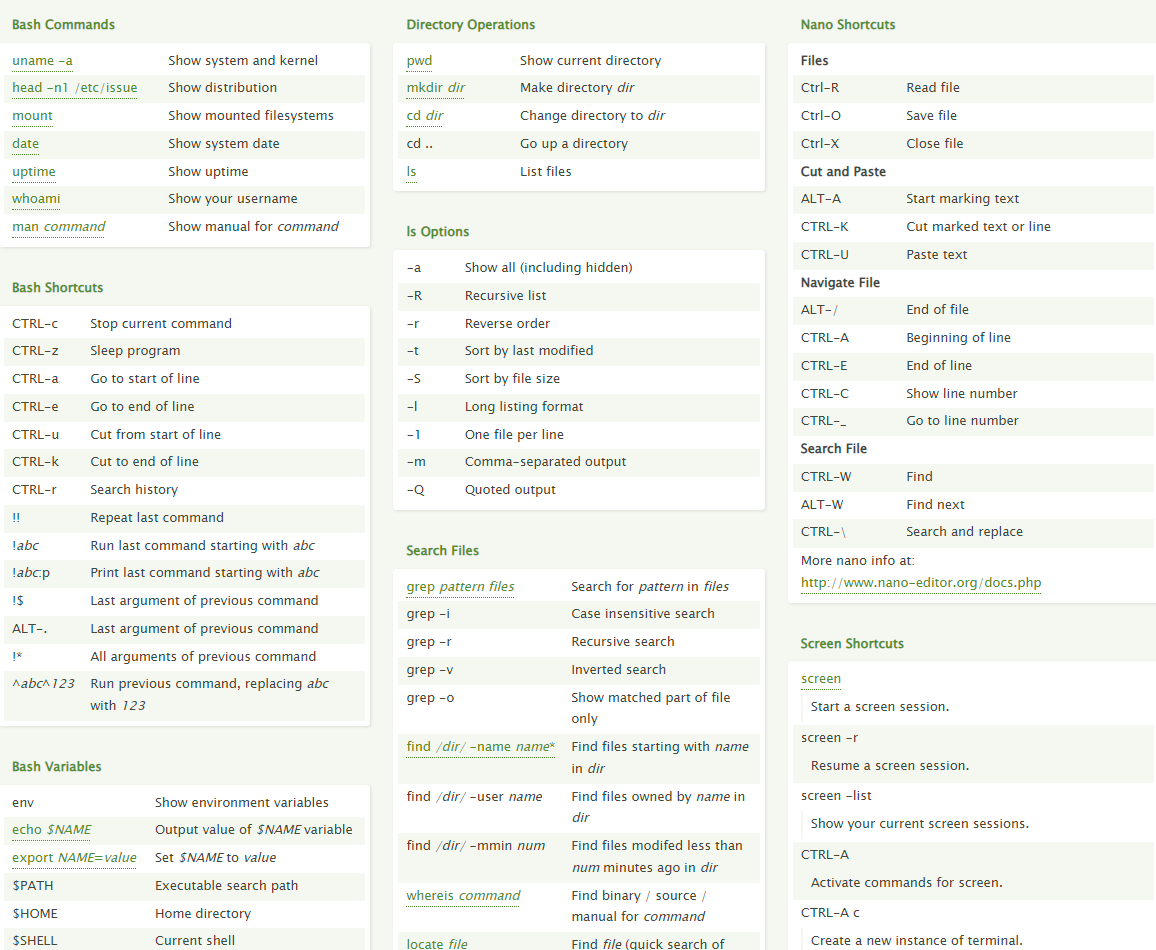 Bash Commands
uname -a Show system and kernel
head -n1 /etc/issue Show distribution
mount Show mounted filesystems
date Show system date
uptime Show uptime
whoami Show your username
man command Show manual for command
Bash Shortcuts
CTRL-c Stop current command
CTRL-z Sleep program
CTRL-a Go to start of line
CTRL-e Go to end of line
CTRL-u Cut from start of line
CTRL-k Cut to end of line
CTRL-r Search history
!! Repeat last command
!abc Run last command starting with abc
!abc:p Print last command starting with abc
!$ Last argument of previous command
ALT-. Last argument of previous command
!* All arguments of previous command
^abc^123 Run previous command, replacing abc
with 123
Bash Variables
env Show environment variables
echo $NAME Output value of $NAME variable
export NAME=value Set $NAME to value
$PATH Executable search path
$HOME Home directory
$SHELL Current shell
Directory Operations
pwd Show current directory
mkdir dir Make directory dir
cd dir Change directory to dir
cd .. Go up a directory
ls List files
ls Options
-a Show all (including hidden)
-R Recursive list
-r Reverse order
-t Sort by last modified
-S Sort by file size
-l Long listing format
-1 One file per line
-m Comma-separated output
-Q Quoted output
Search Files
grep pattern files Search for pattern in files
grep -i Case insensitive search
grep -r Recursive search
grep -v Inverted search
grep -o Show matched part of file
only
find /dir/ -name name* Find files starting with name
in dir
find /dir/ -user name Find files owned by name in
dir
find /dir/ -mmin num Find files modifed less than
num minutes ago in dir
whereis command Find binary / source /
manual for command
locate file Find file (quick search of
Nano Shortcuts
Files
Ctrl-R Read file
Ctrl-O Save file
Ctrl-X Close file
Cut and Paste
ALT-A Start marking text
CTRL-K Cut marked text or line
CTRL-U Paste text
Navigate File
ALT-/ End of file
CTRL-A Beginning of line
CTRL-E End of line
CTRL-C Show line number
CTRL-_ Go to line number
Search File
CTRL-W Find
ALT-W Find next
CTRL-\ Search and replace
More nano info at:
http://www.nano-editor.org/docs.php
Screen Shortcuts
screen
Start a screen session.
screen -r
Resume a screen session.
screen -list
Show your current screen sessions.
CTRL-A
Activate commands for screen.
CTRL-A c
Create a new instance of terminal.